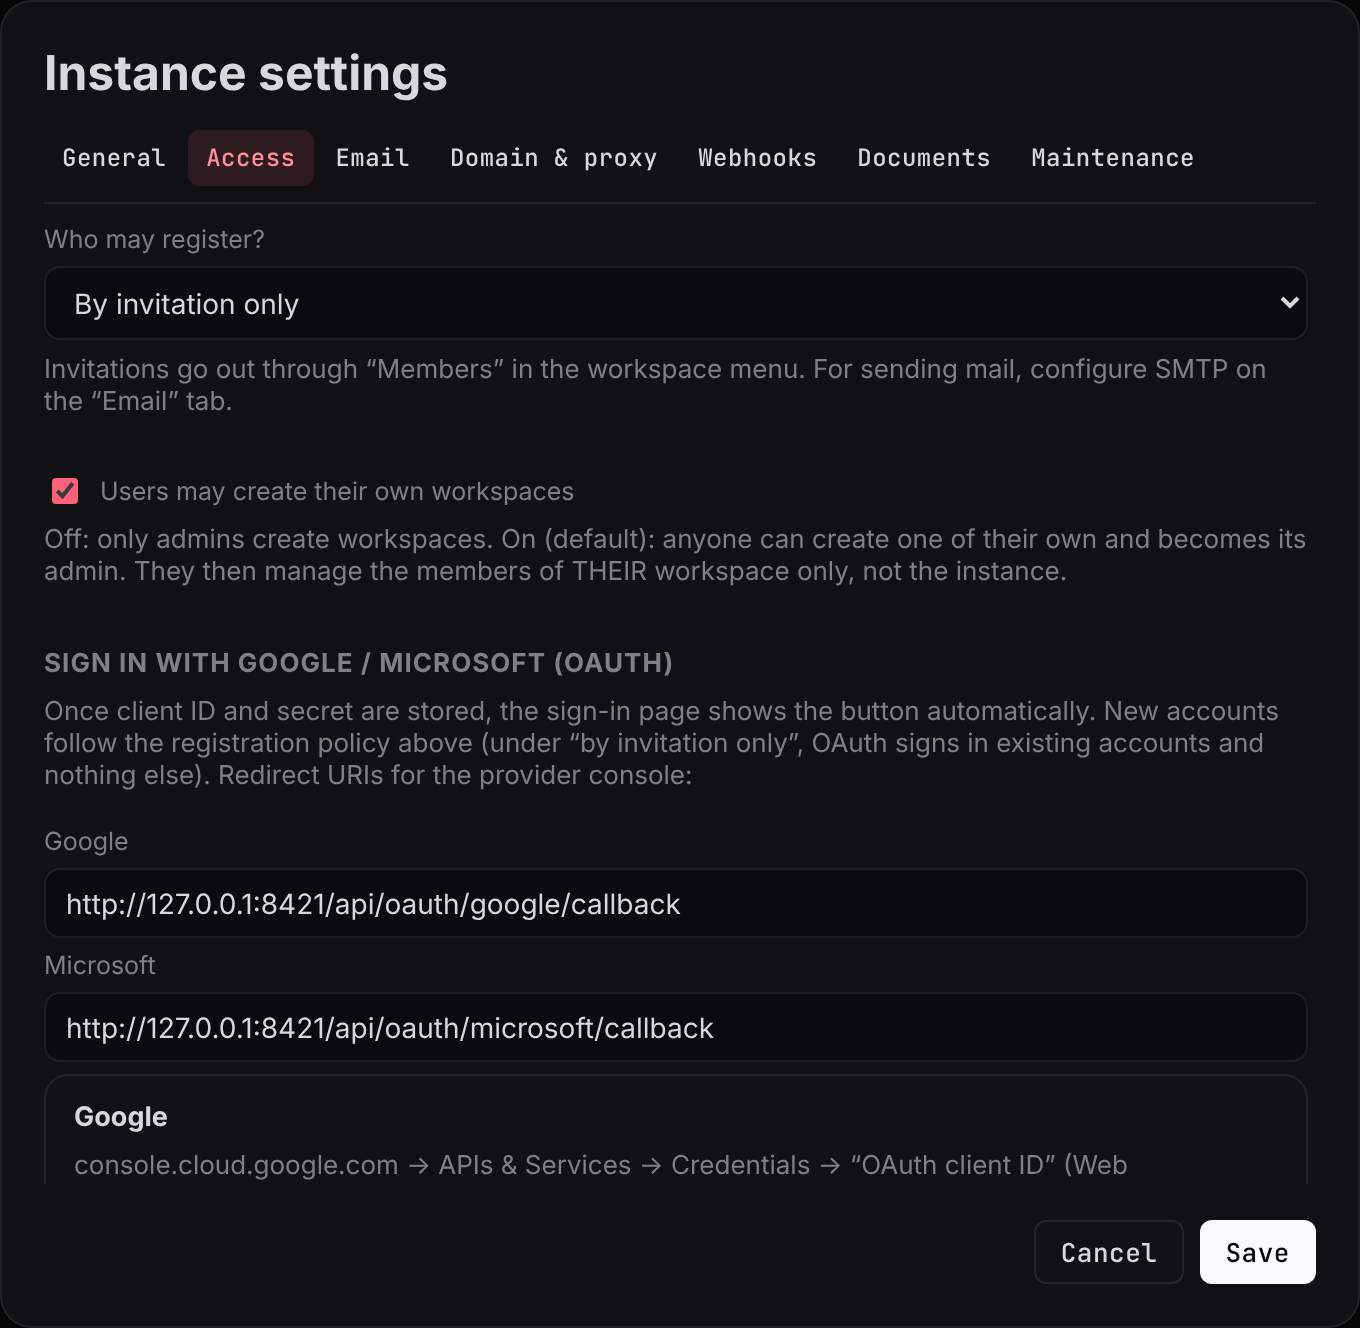 Instance settings
General Access Email Domain & proxy Webhooks Documents Maintenance
Who may register?
By invitation only
Invitations go out through “Members” in the workspace menu. For sending mail, configure SMTP on
the “Email” tab.
Users may create their own workspaces
Off: only admins create workspaces. On (default): anyone can create one of their own and becomes its
admin. They then manage the members of THEIR workspace only, not the instance.
SIGN IN WITH GOOGLE / MICROSOFT (OAUTH)
Once client ID and secret are stored, the sign-in page shows the button automatically. New accounts
follow the registration policy above (under “by invitation only”, OAuth signs in existing accounts and
nothing else). Redirect URIs for the provider console:
Google
http://127.0.0.1:8421/api/oauth/google/callback
Microsoft
http://127.0.0.1:8421/api/oauth/microsoft/callback
Google
console.cloud.google.com → APIs & Services → Credentials → “OAuth client ID” (Web
Cancel Save